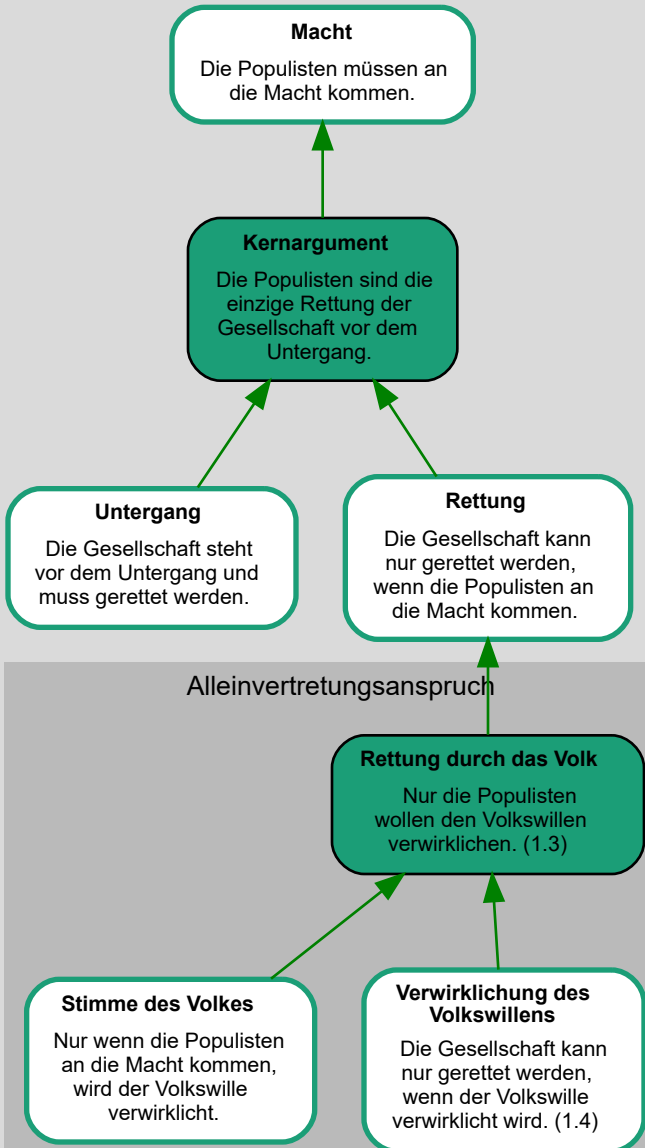 Macht
Die Populisten müssen an
die Macht kommen.
Kernargument
Die Populisten sind die
einzige Rettung der
Gesellschaft vor dem
Untergang.
Untergang
Die Gesellschaft steht
vor dem Untergang und
muss gerettet werden.
Rettung
Die Gesellschaft kann
nur gerettet werden,
wenn die Populisten an
die Macht kommen.
Alleinvertretungsanspruch
Rettung durch das Volk
Nur die Populisten
wollen den Volkswillen
verwirklichen. (1.3)
Stimme des Volkes
Nur wenn die Populisten
an die Macht kommen,
wird der Volkswille
verwirklicht.
Verwirklichung des
Volkswillens
Die Gesellschaft kann
nur gerettet werden,
wenn der Volkswille
verwirklicht wird. (1.4)